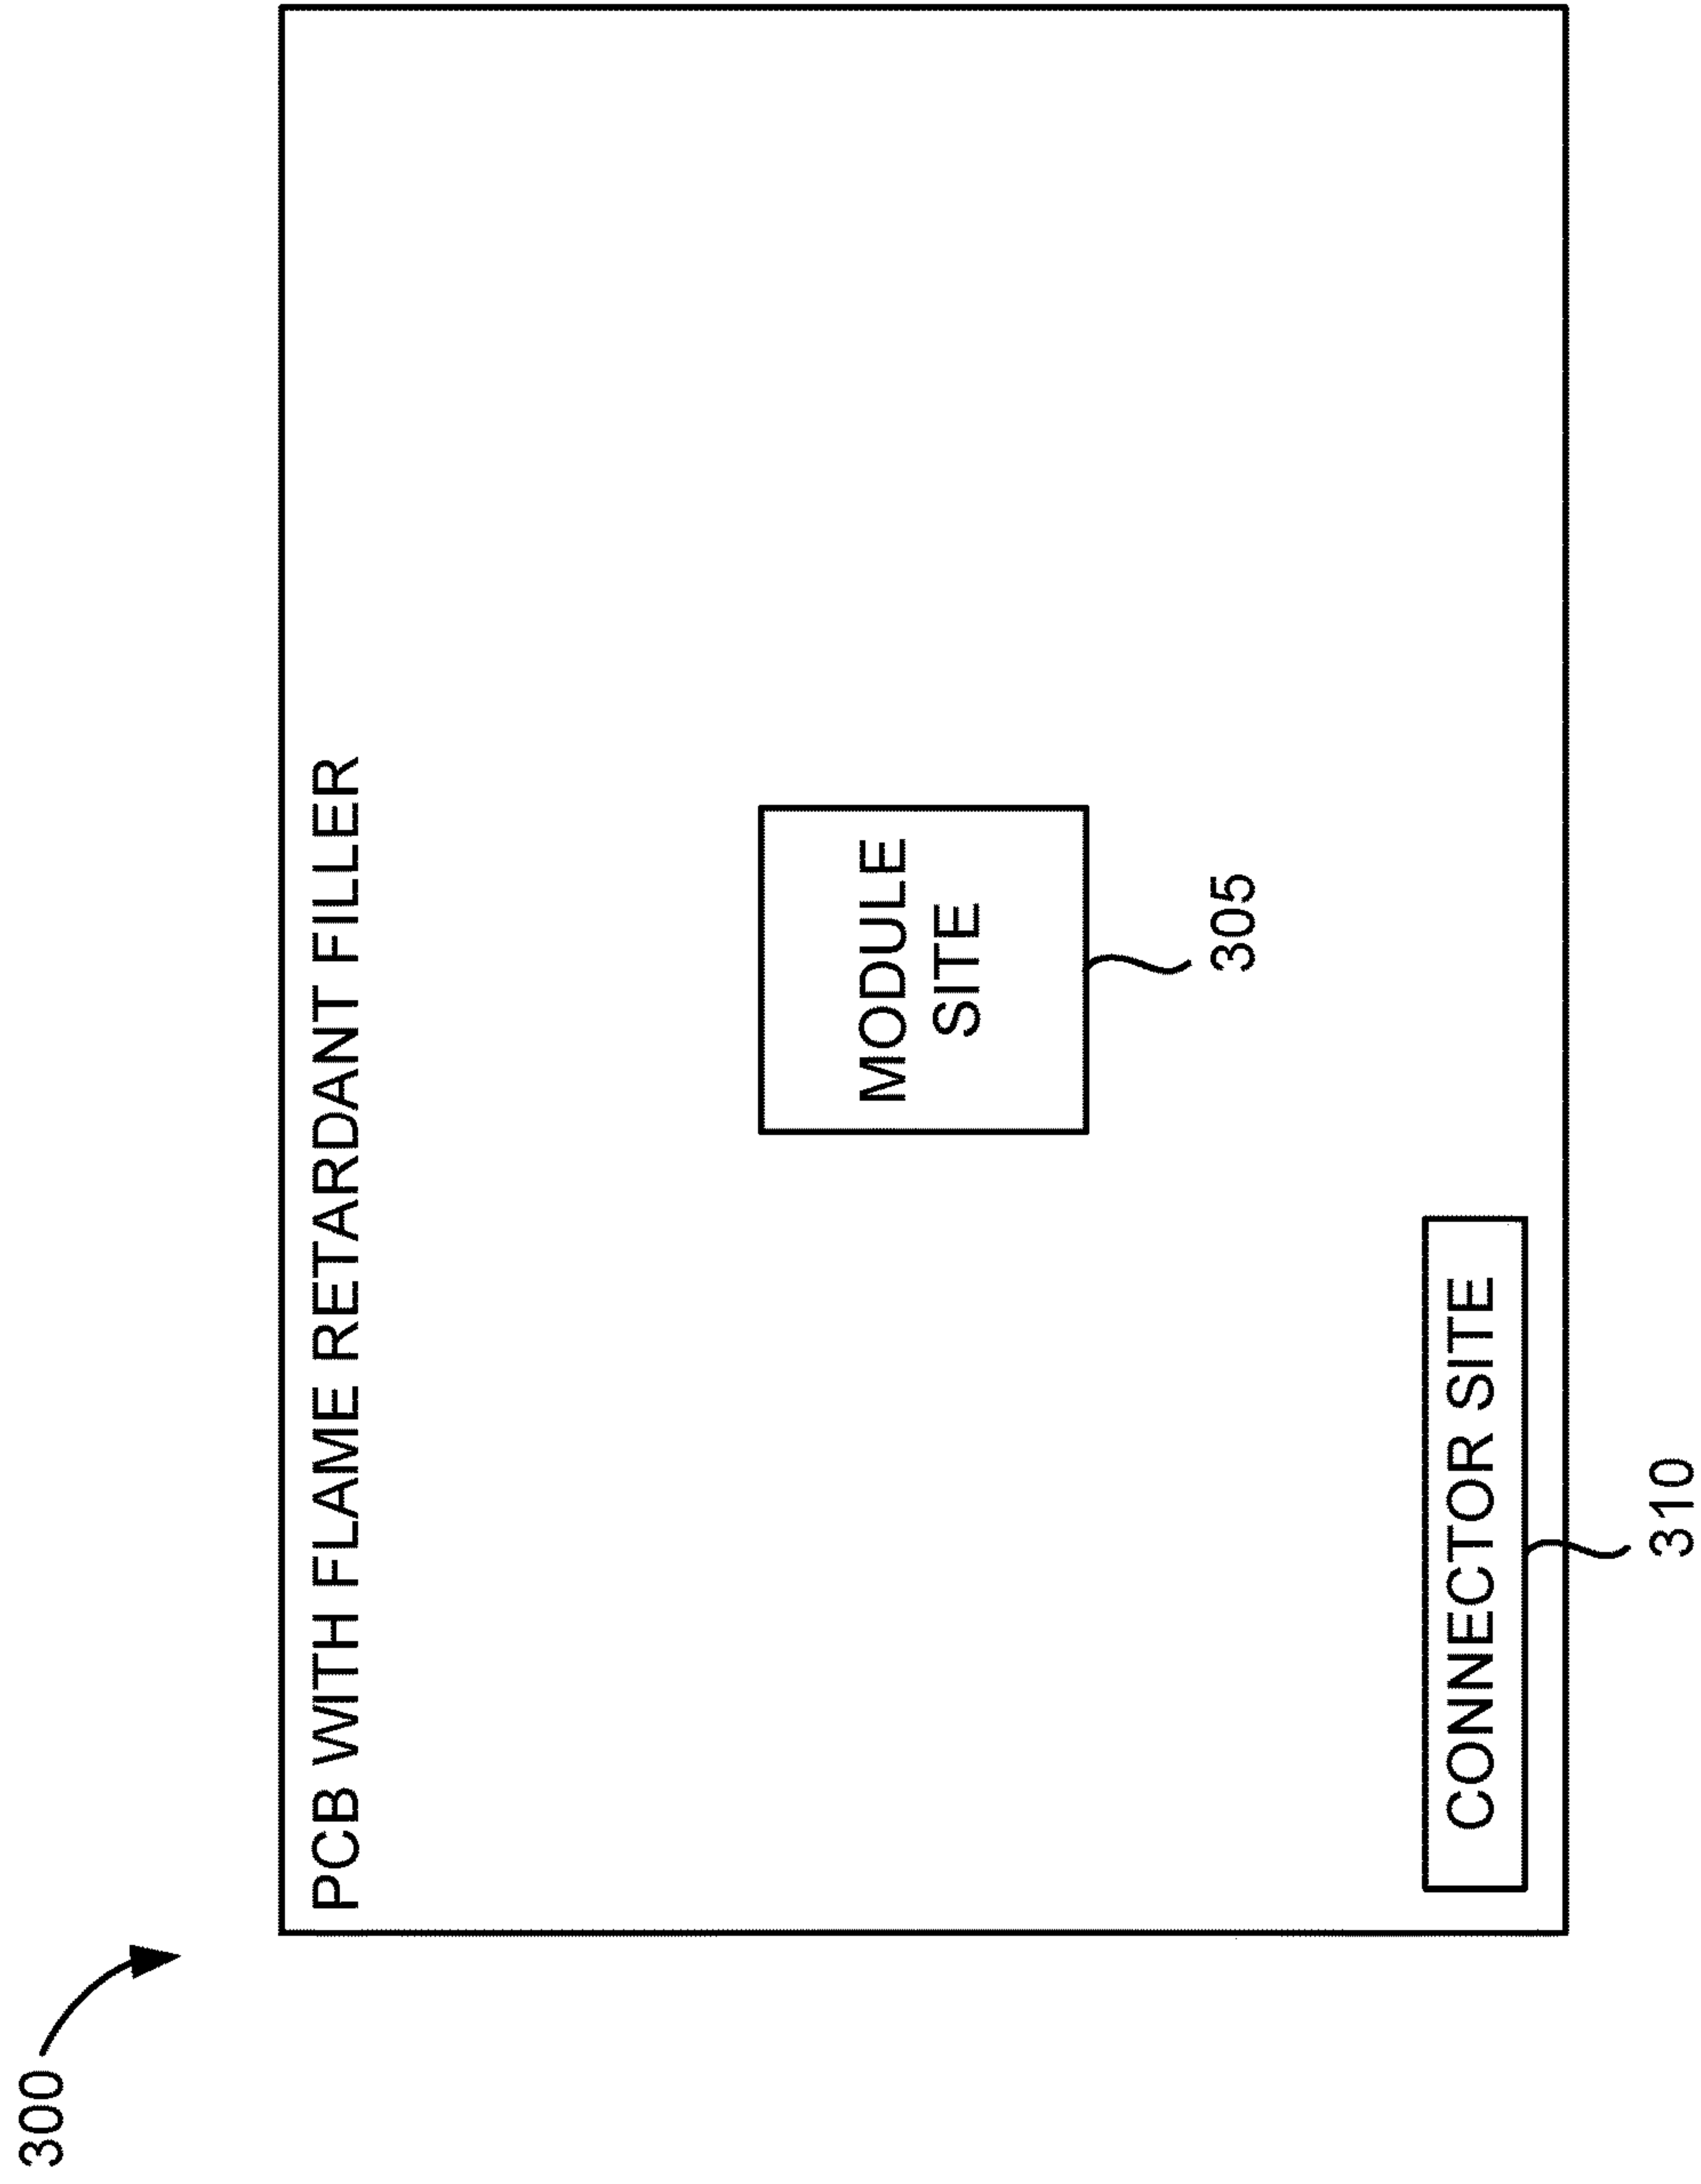 300
PCB WITH FLAME RETARDANT FILLER
MODULE
SITE
305
CONNECTOR SITE
310